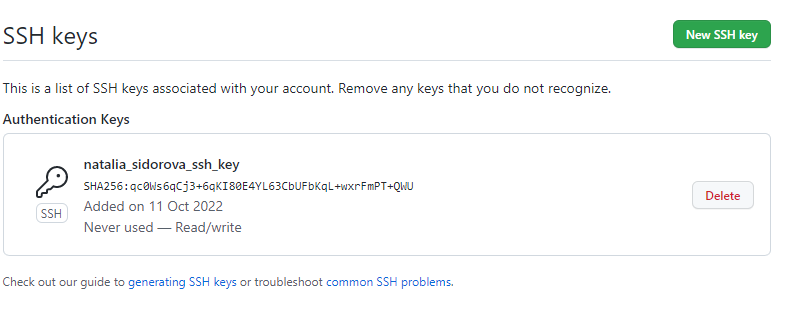 SSH keys
New SSH key
This is a list of SSH keys associated with your account. Remove any keys that you do not recognize.
Authentication Keys
natalia_sidorova_ssh_key
SHA256:qc0Ws6qCj3+6qKI80E4YL63CbUFbKqL+wxrFmPT+QWU
Added on 11 Oct 2022
Never used — Read/write
SSH
Delete
Check out our guide to generating SSH keys or troubleshoot common SSH problems.